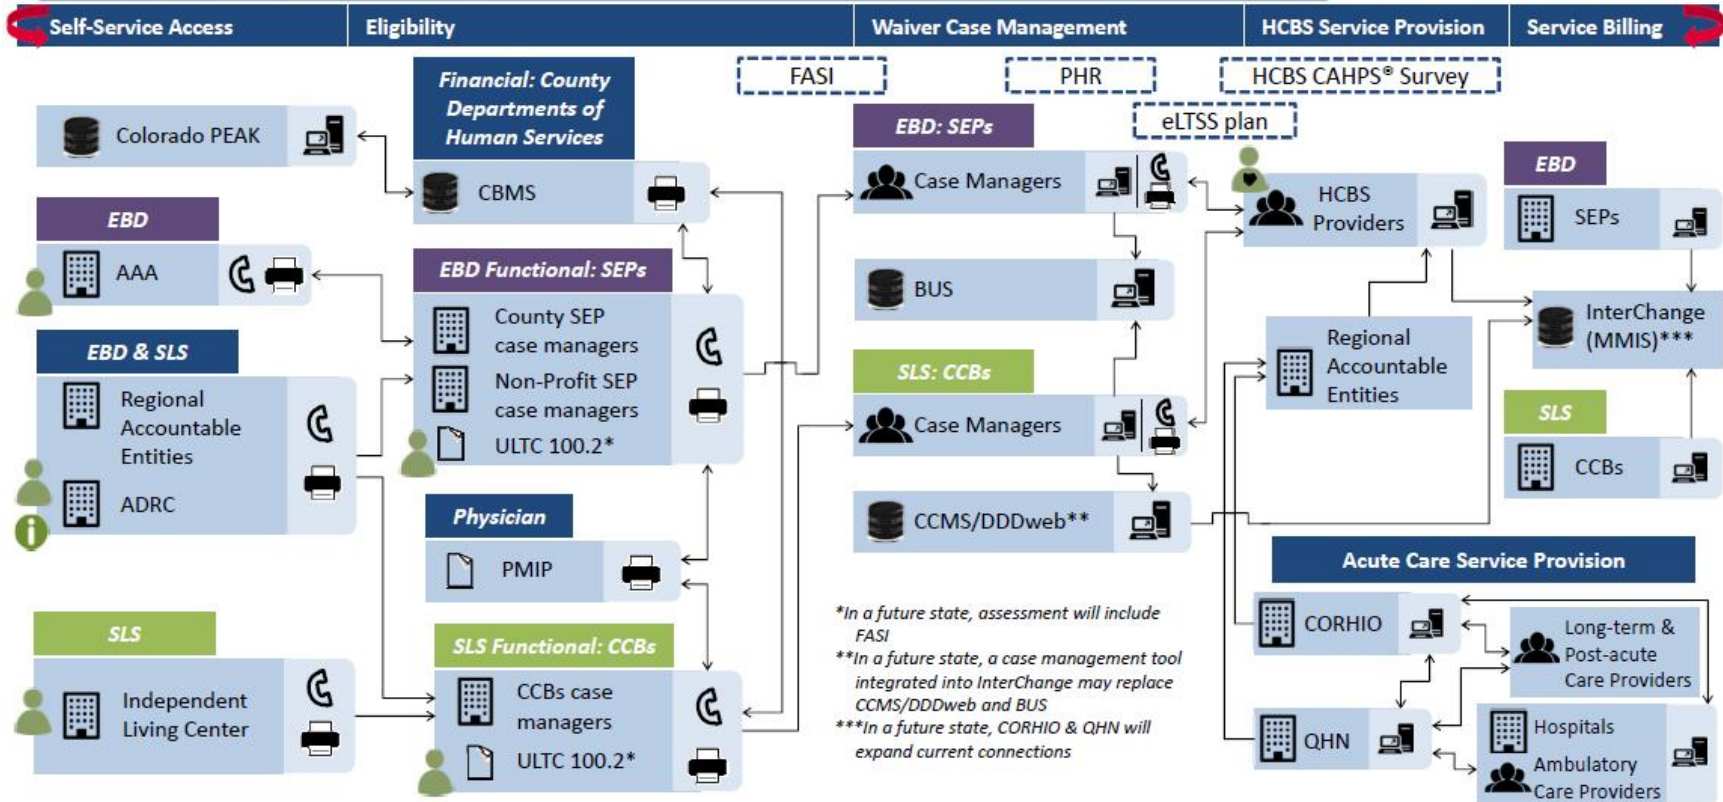 Self-Service Access
Eligibility
Waiver Case Management
HCBS Service Provision
Service Billing
FASI
PHR
HCBS CAHPS® Survey
eLTSS plan
Colorado PEAK
EBD
AAA
EBD & SLS
Regional
Accountable
Entities
ADRC
SLS
Independent
Living Center
Financial: County
Departments of
Human Services
CBMS
EBD Functional: SEPs
County SEP
case managers
Non-Profit SEP
case managers
ULTC 100.2*
Physician
PMIP
SLS Functional: CCBs
CCBs case
managers
ULTC 100.2*
EBD: SEPs
Case Managers
BUS
SLS: CCBs
Case Managers
CCMS/DDDweb**
*In a future state, assessment will include
FASI
**In a future state, a case management tool
integrated into InterChange may replace
CCMS/DDDweb and BUS
***In a future state, CORHIO & QHN will
expand current connections
HCBS
Providers
Regional
Accountable
Entities
EBD
SEPs
InterChange
(MMIS)***
SLS
CCBs
Acute Care Service Provision
CORHIO
QHN
Long-term &
Post-acute
Care Providers
Hospitals
Ambulatory
Care Providers